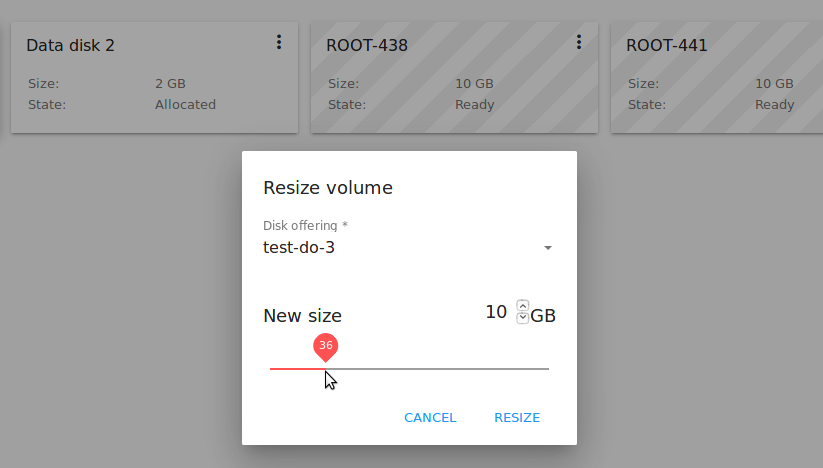 Data disk 2
Size: 2 GB
State: Allocated
ROOT-438
Size: 10 GB
State: Ready
ROOT-441
Size: 10 GB
State: Ready
Resize volume
Disk offering *
test-do-3
New size 10 GB
36
CANCEL RESIZE